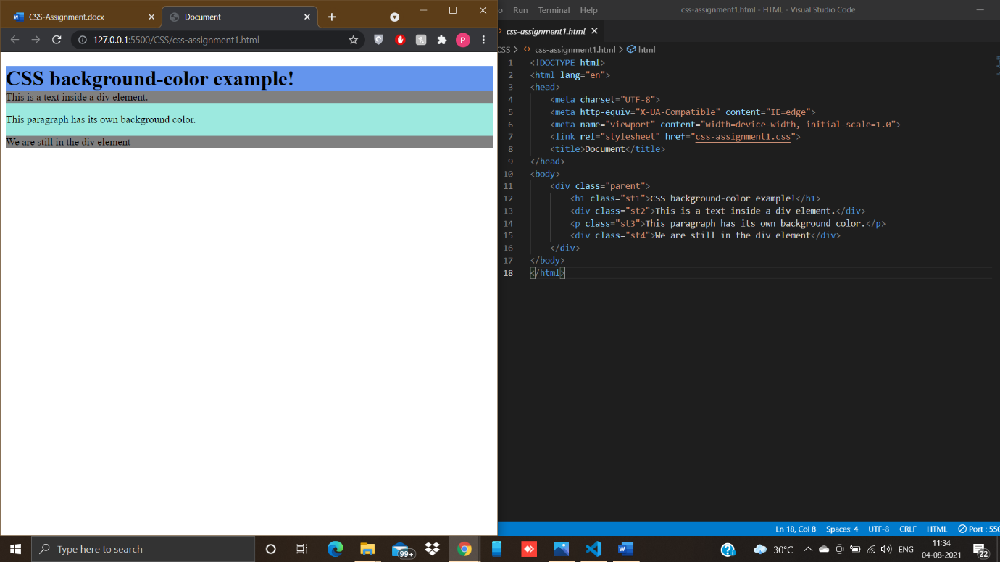 CSS-Assignment.docx
Document
127.0.0.1:5500/CSS/css-assignment1.html
P
CSS background-color example!
This is a text inside a div element.
This paragraph has its own background color.
We are still in the div element
Run Terminal Help
css-assignment1.html - HTML - Visual Studio Code
css-assignment1.html
CSS > css-assignment1.html > html
1 <!DOCTYPE html>
2 <html lang="en">
3 <head>
4 <meta charset="UTF-8">
5 <meta http-equiv="X-UA-Compatible" content="IE=edge">
6 <meta name="viewport" content="width=device-width, initial-scale=1.0">
7 <link rel="stylesheet" href="css-assignment1.css">
8 <title>Document</title>
9 </head>
10 <body>
11 <div class="parent">
12 <h1 class="st1">CSS background-color example!</h1>
13 <div class="st2">This is a text inside a div element.</div>
14 <p class="st3">This paragraph has its own background color.</p>
15 <div class="st4">We are still in the div element</div>
16 </div>
17 </body>
18 </html>
Ln 18, Col 8 Spaces: 4 UTF-8 CRLF HTML Port : 550
Type here to search
99+
30°C
ENG
11:34
04-08-2021
22